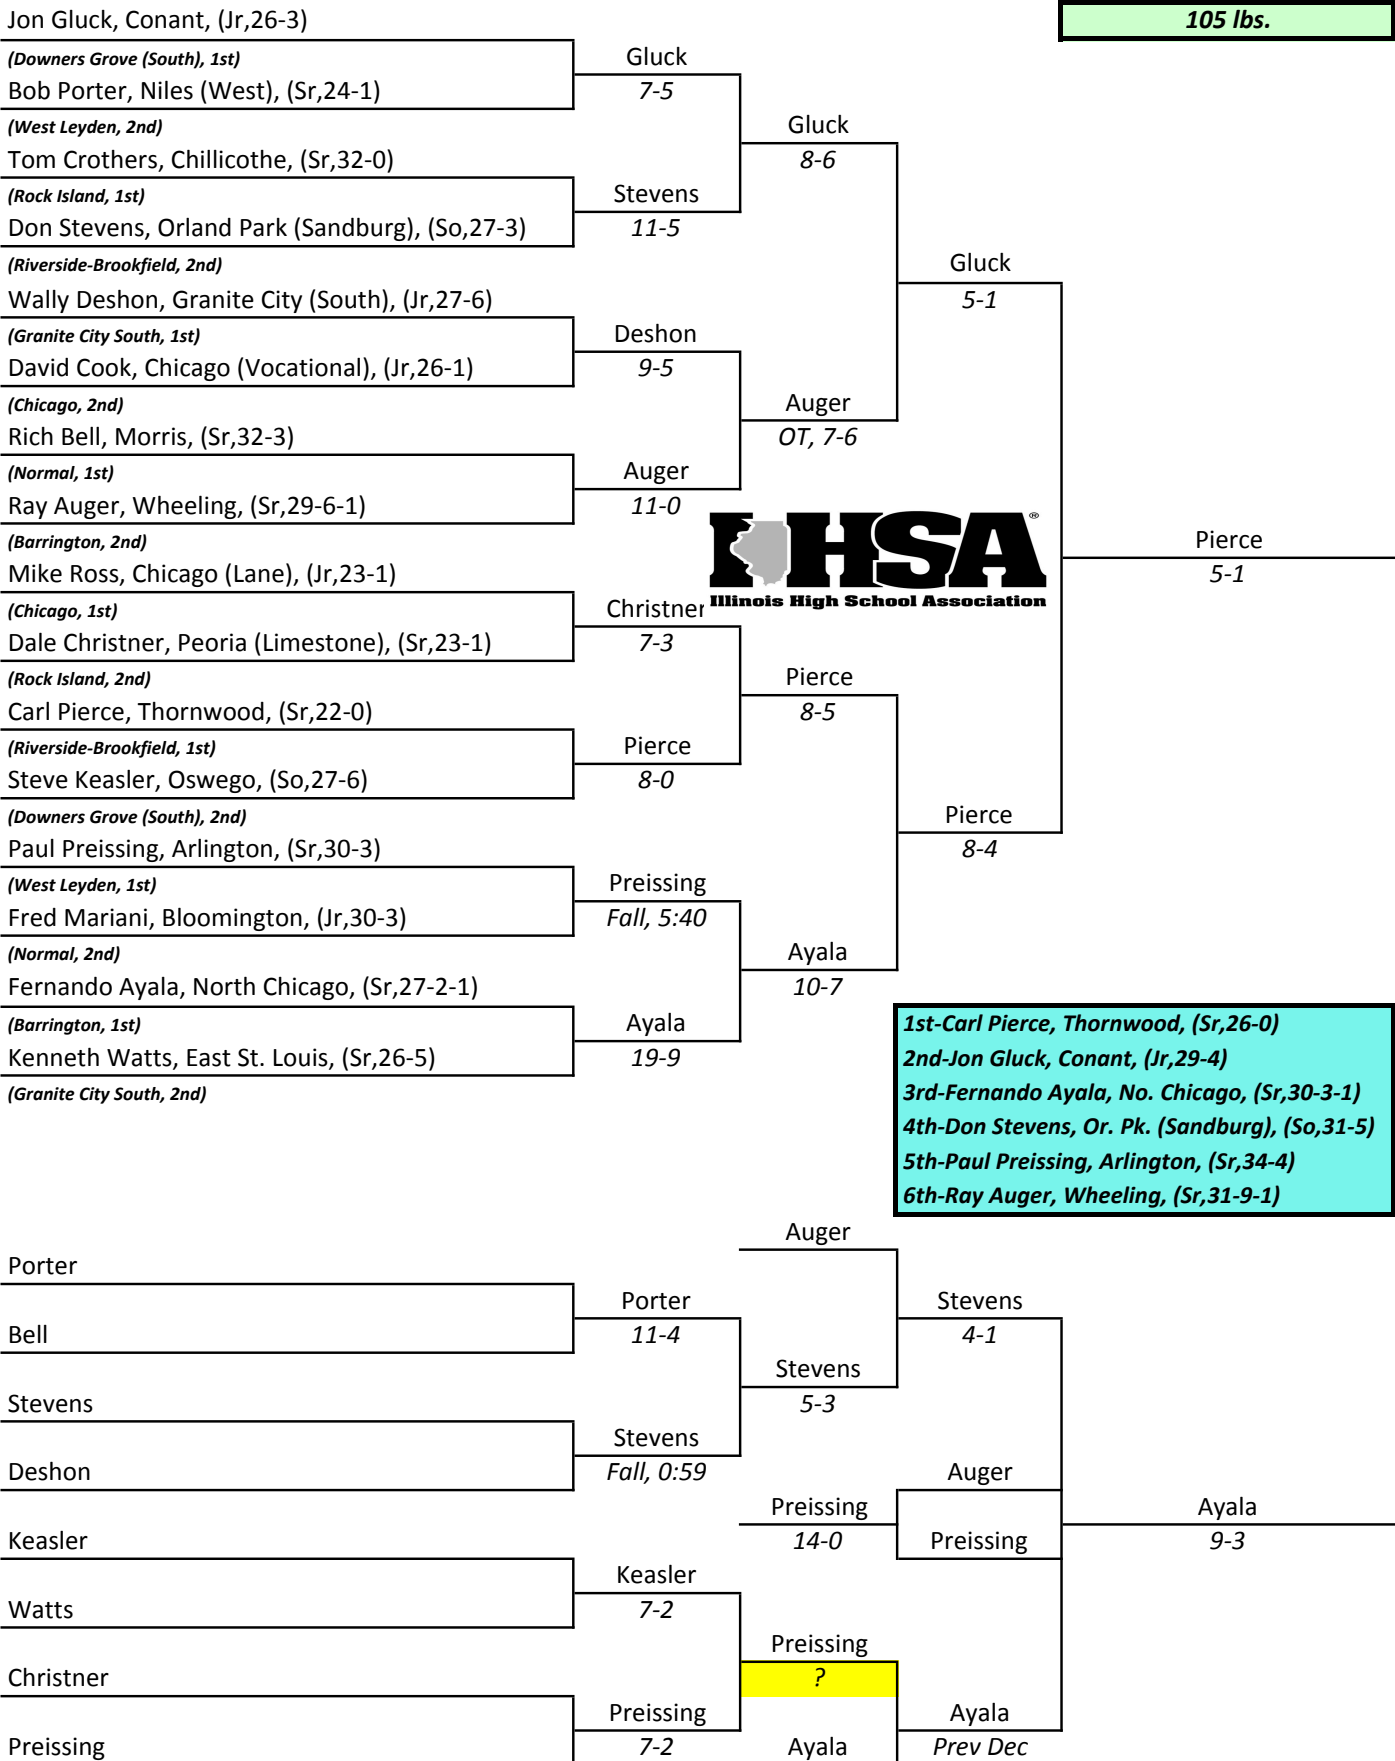 Jon Gluck, Conant, (Jr,26-3)
105 lbs.
(Downers Grove (South), 1st)
Gluck
Bob Porter, Niles (West), (Sr,24-1)
7-5
(West Leyden, 2nd)
Gluck
Tom Crothers, Chillicothe, (Sr,32-0)
8-6
(Rock Island, 1st)
Stevens
Don Stevens, Orland Park (Sandburg), (So,27-3)
11-5
(Riverside-Brookfield, 2nd)
Gluck
Wally Deshon, Granite City (South), (Jr,27-6)
5-1
(Granite City South, 1st)
Deshon
David Cook, Chicago (Vocational), (Jr,26-1)
9-5
(Chicago, 2nd)
Auger
Rich Bell, Morris, (Sr,32-3)
OT, 7-6
(Normal, 1st)
Auger
Ray Auger, Wheeling, (Sr,29-6-1)
11-0
IHSA®
(Barrington, 2nd)
Pierce
Mike Ross, Chicago (Lane), (Jr,23-1)
5-1
Illinois High School Association
(Chicago, 1st)
Christner
Dale Christner, Peoria (Limestone), (Sr,23-1)
7-3
(Rock Island, 2nd)
Pierce
Carl Pierce, Thornwood, (Sr,22-0)
8-5
(Riverside-Brookfield, 1st)
Pierce
Steve Keasler, Oswego, (So,27-6)
8-0
(Downers Grove (South), 2nd)
Pierce
Paul Preissing, Arlington, (Sr,30-3)
8-4
(West Leyden, 1st)
Preissing
Fred Mariani, Bloomington, (Jr,30-3)
Fall, 5:40
(Normal, 2nd)
Ayala
Fernando Ayala, North Chicago, (Sr,27-2-1)
10-7
(Barrington, 1st)
Ayala
Kenneth Watts, East St. Louis, (Sr,26-5)
19-9
(Granite City South, 2nd)
1st-Carl Pierce, Thornwood, (Sr,26-0)
2nd-Jon Gluck, Conant, (Jr,29-4)
3rd-Fernando Ayala, No. Chicago, (Sr,30-3-1)
4th-Don Stevens, Or. Pk. (Sandburg), (So,31-5)
5th-Paul Preissing, Arlington, (Sr,34-4)
6th-Ray Auger, Wheeling, (Sr,31-9-1)
Auger
Porter
Porter
Stevens
Bell
11-4
4-1
Stevens
Stevens
5-3
Stevens
Deshon
Fall, 0:59
Auger
Preissing
Ayala
Keasler
14-0
Preissing
9-3
Keasler
Watts
7-2
Preissing
Christner
?
Preissing
Ayala
Preissing
7-2
Ayala
Prev Dec